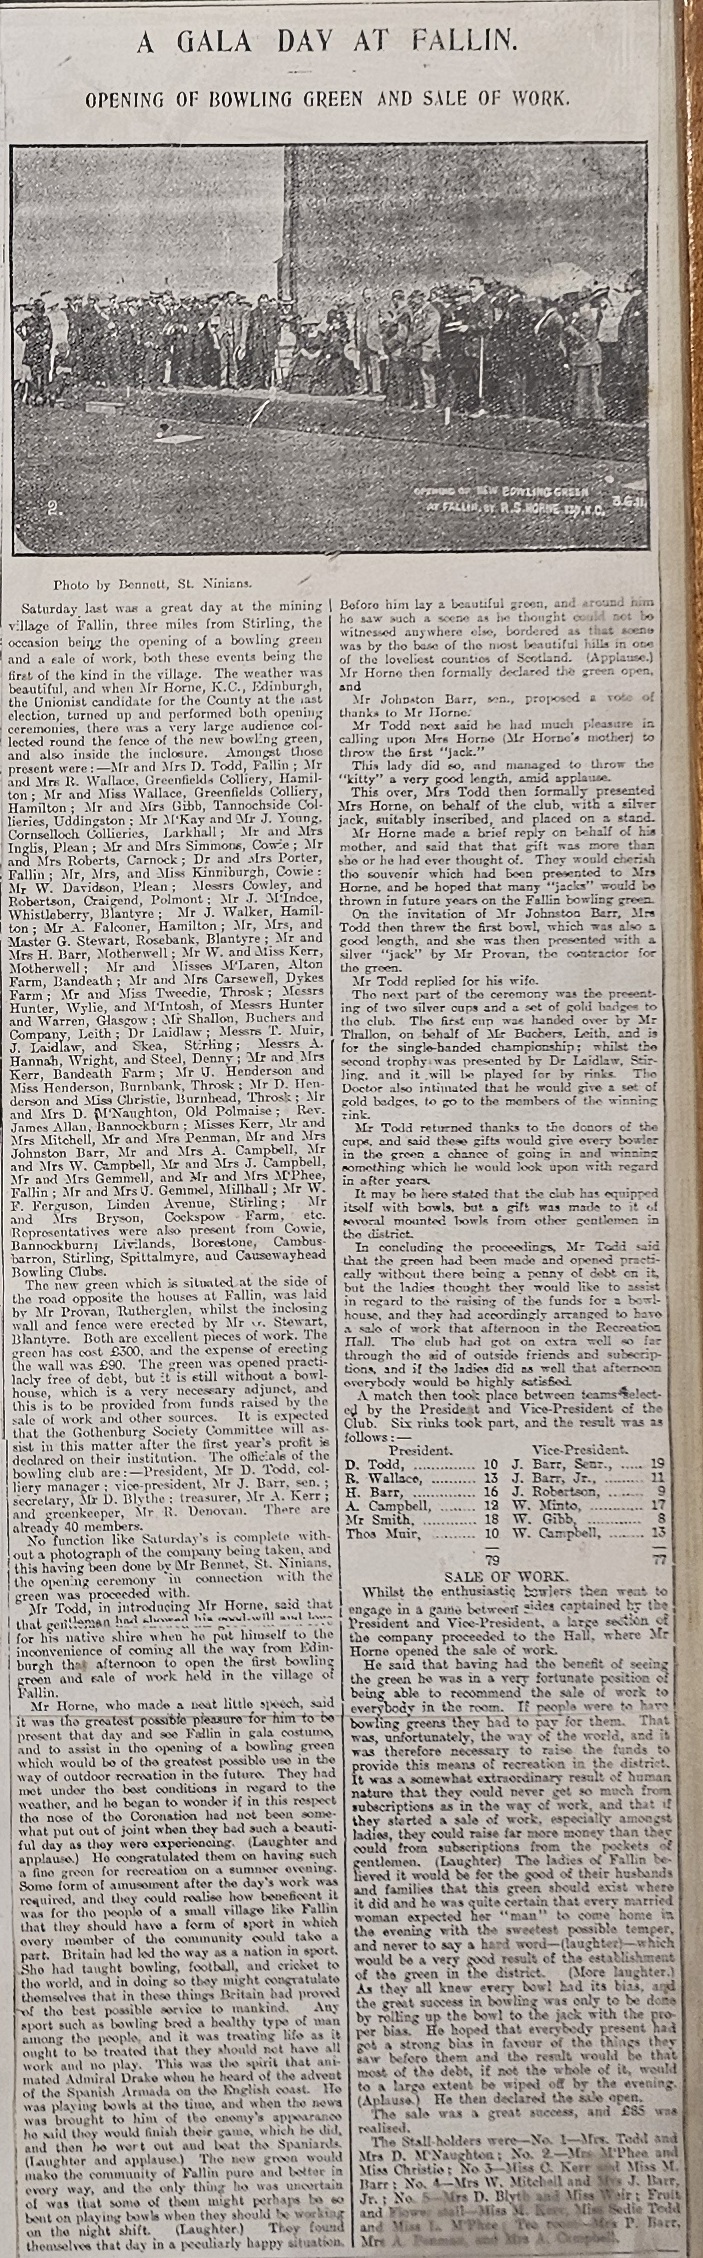 A GALA DAY AT FALLIN.
OPENING OF BOWLING GREEN AND SALE OF WORK.
2.
OPENING OF NEW BOWLING GREEN
AT FALLIN, BY R.S. HORNE ESQ, K.C.
3.6.11
Photo by Bennett, St. Ninians.
Saturday last was a great day at the mining
village of Fallin, three miles from Stirling, the
occasion being the opening of a bowling green
and a sale of work, both these events being the
first of the kind in the village. The weather was
beautiful, and when Mr Horne, K.C., Edinburgh,
the Unionist candidate for the County at the last
election, turned up and performed both opening
ceremonies, there was a very large audience col-
lected round the fence of the new bowling green,
and also inside the inclosure. Amongst those
present were:—Mr and Mrs D. Todd, Fallin; Mr
and Mrs R. Wallace, Greenfields Colliery, Hamil-
ton; Mr and Miss Wallace, Greenfields Colliery,
Hamilton; Mr and Mrs Gibb, Tannochside Col-
lieries, Uddingston; Mr M'Kay and Mr J. Young,
Cornselloch Collieries, Larkhall; Mr and Mrs
Inglis, Plean; Mr and Mrs Simmons, Cowie; Mr
and Mrs Roberts, Carnock; Dr and Mrs Porter,
Fallin; Mr, Mrs, and Miss Kinniburgh, Cowie:
Mr W. Davidson, Plean; Messrs Cowley, and
Robertson, Craigend, Polmont; Mr J. M'Indoe,
Whistleberry, Blantyre; Mr J. Walker, Hamil-
ton; Mr A. Falconer, Hamilton; Mr, Mrs, and
Master G. Stewart, Rosebank, Blantyre; Mr and
Mrs H. Barr, Motherwell; Mr W. and Miss Kerr,
Motherwell; Mr and Misses M'Laren, Alton
Farm, Bandeath; Mr and Mrs Carsewell, Dykes
Farm; Mr and Miss Tweedie, Throsk; Messrs
Hunter, Wylie, and M'Intosh, of Messrs Hunter
and Warren, Glasgow; Mr Shallon, Buchers and
Company, Leith; Dr Laidlaw; Messrs T. Muir,
J. Laidlaw, and Skea, Stirling; Messrs A.
Hannah, Wright, and Steel, Denny; Mr and Mrs
Kerr, Bandeath Farm; Mr J. Henderson and
Miss Henderson, Burnbank, Throsk; Mr D. Hen-
derson and Miss Christie, Burnhead, Throsk; Mr
and Mrs D. M'Naughton, Old Polmaise; Rev.
James Allan, Bannockburn; Misses Kerr, Mr and
Mrs Mitchell, Mr and Mrs Penman, Mr and Mrs
Johnston Barr, Mr and Mrs A. Campbell, Mr
and Mrs W. Campbell, Mr and Mrs J. Campbell,
Mr and Mrs Gemmell, and Mr and Mrs M'Phee,
Fallin; Mr and Mrs J. Gemmel, Millhall; Mr W.
F. Ferguson, Linden Avenue, Stirling; Mr
and Mrs Bryson, Cockspow Farm, etc.
Representatives were also present from Cowie,
Bannockburn, Livilands, Borestone, Cambus-
barron, Stirling, Spittalmyre, and Causewayhead
Bowling Clubs.
The new green which is situated at the side of
the road opposite the houses at Fallin, was laid
by Mr Provan, Rutherglen, whilst the inclosing
wall and fence were erected by Mr Stewart,
Blantyre. Both are excellent pieces of work. The
green has cost £300, and the expense of erecting
the wall was £90. The green was opened practi-
lacly free of debt, but it is still without a bowl-
house, which is a very necessary adjunct, and
this is to be provided from funds raised by the
sale of work and other sources. It is expected
that the Gothenburg Society Committee will as-
sist in this matter after the first year's profit is
declared on their institution. The officials of the
bowling club are:—President, Mr D. Todd, col-
liery manager; vice-president, Mr J. Barr, sen.;
secretary, Mr D. Blythe; treasurer, Mr A. Kerr;
and greenkeeper, Mr R. Denovan. There are
already 40 members.
No function like Saturday's is complete with-
out a photograph of the company being taken, and
this having been done by Mr Bennet, St. Ninians,
the opening ceremony in connection with the
green was proceeded with.
Mr Todd, in introducing Mr Horne, said that
that gentleman had showed his good-will and love
for his native shire when he put himself to the
inconvenience of coming all the way from Edin-
burgh that afternoon to open the first bowling
green and sale of work held in the village of
Fallin.
Mr Horne, who made a neat little speech, said
it was the greatest possible pleasure for him to be
present that day and see Fallin in gala costume,
and to assist in the opening of a bowling green
which would be of the greatest possible use in the
way of outdoor recreation in the future. They had
met under the best conditions in regard to the
weather, and he began to wonder if in this respect
the nose of the Coronation had not been some-
what put out of joint when they had such a beauti-
ful day as they were experiencing. (Laughter and
applause.) He congratulated them on having such
a fine green for recreation on a summer evening.
Some form of amusement after the day's work was
required, and they could realise how beneficent it
was for the people of a small village like Fallin
that they should have a form of sport in which
every member of the community could take a
part. Britain had led the way as a nation in sport.
She had taught bowling, football, and cricket to
the world, and in doing so they might congratulate
themselves that in these things Britain had proved
of the best possible service to mankind. Any
sport such as bowling bred a healthy type of man
among the people, and it was treating life as it
ought to be treated that they should not have all
work and no play. This was the spirit that ani-
mated Admiral Drake when he heard of the advent
of the Spanish Armada on the English coast. He
was playing bowls at the time, and when the news
was brought to him of the enemy's appearance
he said they would finish their game, which he did,
and then he wert out and beat the Spaniards.
(Laughter and applause.) The new green would
make the community of Fallin pure and better in
every way, and the only thing he was uncertain
of was that some of them might perhaps be so
bent on playing bowls when they should be working
on the night shift. (Laughter.) They found
themselves that day in a peculiarly happy situation.
Before him lay a beautiful green, and around him
he saw such a scene as he thought could not be
witnessed anywhere else, bordered as that scene
was by the base of the most beautiful hills in one
of the loveliest counties of Scotland. (Applause.)
Mr Horne then formally declared the green open,
and
Mr Johnston Barr, sen., proposed a vote of
thanks to Mr Horne.
Mr Todd next said he had much pleasure in
calling upon Mrs Horne (Mr Horne's mother) to
throw the first "jack."
This lady did so, and managed to throw the
"kitty" a very good length, amid applause.
This over, Mrs Todd then formally presented
Mrs Horne, on behalf of the club, with a silver
jack, suitably inscribed, and placed on a stand.
Mr Horne made a brief reply on behalf of his
mother, and said that that gift was more than
she or he had ever thought of. They would cherish
the souvenir which had been presented to Mrs
Horne, and he hoped that many "jacks" would be
thrown in future years on the Fallin bowling green.
On the invitation of Mr Johnston Barr, Mrs
Todd then threw the first bowl, which was also a
good length, and she was then presented with a
silver "jack" by Mr Provan, the contractor for
the green.
Mr Todd replied for his wife.
The next part of the ceremony was the present-
ing of two silver cups and a set of gold badges to
the club. The first cup was handed over by Mr
Thallon, on behalf of Mr Buchers, Leith, and is
for the single-handed championship; whilst the
second trophy was presented by Dr Laidlaw, Stir-
ling, and it will be played for by rinks. The
Doctor also intimated that he would give a set of
gold badges, to go to the members of the winning
rink.
Mr Todd returned thanks to the donors of the
cups, and said these gifts would give every bowler
in the green a chance of going in and winning
something which he would look upon with regard
in after years.
It may be here stated that the club has equipped
itself with bowls, but a gift was made to it of
several mounted bowls from other gentlemen in
the district.
In concluding the proceedings, Mr Todd said
that the green had been made and opened practi-
cally without there being a penny of debt on it,
but the ladies thought they would like to assist
in regard to the raising of the funds for a bowl-
house, and they had accordingly arranged to have
a sale of work that afternoon in the Recreation
Hall. The club had got on extra well so far
through the aid of outside friends and subscrip-
tions, and if the ladies did as well that afternoon
everybody would be highly satisfied.
A match then took place between teams select-
ed by the President and Vice-President of the
Club. Six rinks took part, and the result was as
follows:—
President. Vice-President.
D. Todd, ............ 10 J. Barr, Senr., ..... 19
R. Wallace, ......... 13 J. Barr, Jr., ....... 11
H. Barr, ............ 16 J. Robertson, ....... 9
A. Campbell, ........ 12 W. Minto, ........... 17
Mr Smith, ........... 18 W. Gibb, ............ 8
Thos Muir, .......... 10 W. Campbell, ........ 13
79 77
SALE OF WORK.
Whilst the enthusiastic bowlers then went to
engage in a game between sides captained by the
President and Vice-President, a large section of
the company proceeded to the Hall, where Mr
Horne opened the sale of work.
He said that having had the benefit of seeing
the green he was in a very fortunate position of
being able to recommend the sale of work to
everybody in the room. If people were to have
bowling greens they had to pay for them. That
was, unfortunately, the way of the world, and it
was therefore necessary to raise the funds to
provide this means of recreation in the district.
It was a somewhat extraordinary result of human
nature that they could never get so much from
subscriptions as in the way of work, and that if
they started a sale of work, especially amongst
ladies, they could raise far more money than they
could from subscriptions from the pockets of
gentlemen. (Laughter) The ladies of Fallin be-
lieved it would be for the good of their husbands
and families that this green should exist where
it did and he was quite certain that every married
woman expected her "man" to come home in
the evening with the sweetest possible temper,
and never to say a hard word—(laughter)—which
would be a very good result of the establishment
of the green in the district. (More laughter.)
As they all knew every bowl had its bias, and
the great success in bowling was only to be done
by rolling up the bowl to the jack with the pro-
per bias. He hoped that everybody present had
got a strong bias in favour of the things they
saw before them and the result would be that
most of the debt, if not the whole of it, would
to a large extent be wiped off by the evening.
(Aplause.) He then declared the sale open.
The sale was a great success, and £85 was
realised.
The Stall-holders were—No. 1—Mrs. Todd and
Mrs D. M'Naughton; No. 2—Mrs M'Phee and
Miss Christie; No 3—Miss C. Kerr and Miss M.
Barr; No. 4—Mrs W. Mitchell and Mrs J. Barr,
Jr.; No. 5—Mrs D. Blyth and Miss Weir; Fruit
and Flower stall—Miss M. Kerr, Miss Sadie Todd
and Miss L. M'Phee; Tea room—Mrs P. Barr,
Mrs A. Penman, and Mrs A. Campbell.